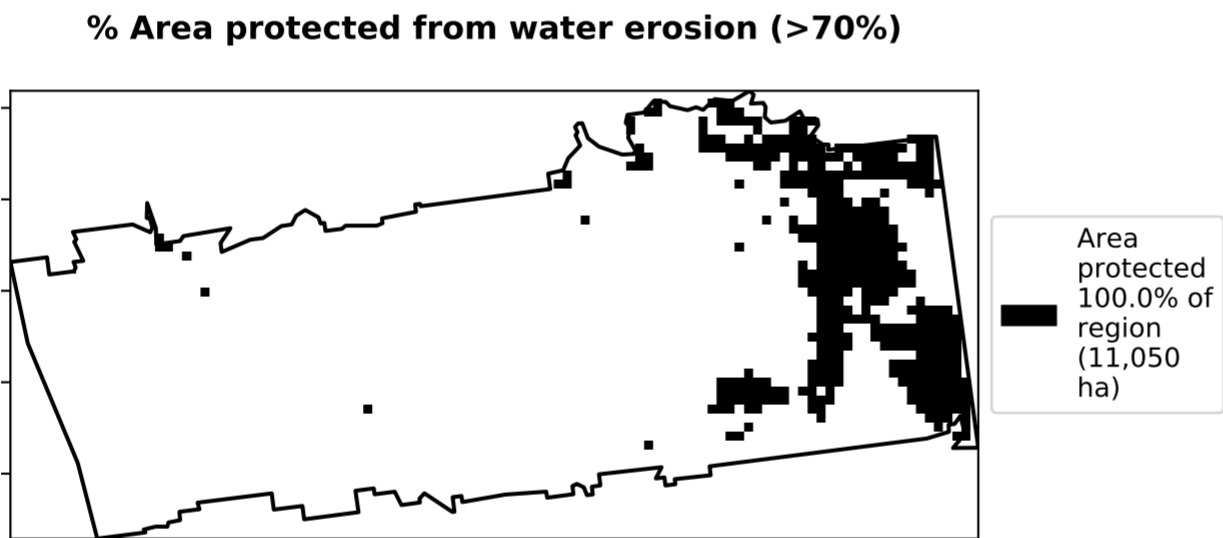 % Area protected from water erosion (>70%)
Area
protected
100.0% of
region
(11,050
ha)